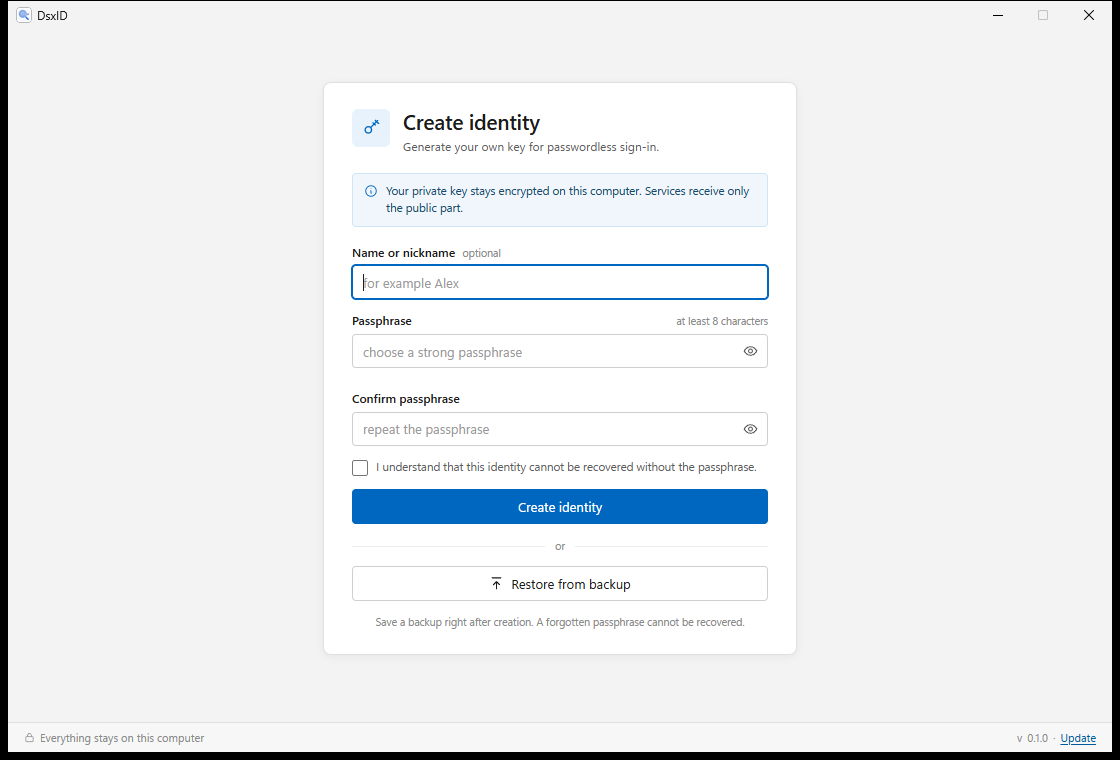 DsxID
Create identity
Generate your own key for passwordless sign-in.
Your private key stays encrypted on this computer. Services receive only
the public part.
Name or nickname optional
for example Alex
Passphrase at least 8 characters
choose a strong passphrase
Confirm passphrase
repeat the passphrase
I understand that this identity cannot be recovered without the passphrase.
Create identity
or
Restore from backup
Save a backup right after creation. A forgotten passphrase cannot be recovered.
Everything stays on this computer v 0.1.0 · Update